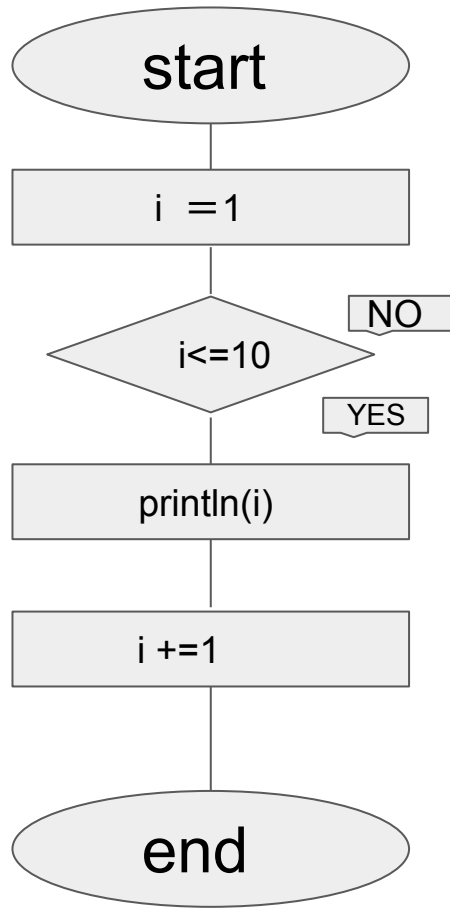 start
i ＝1
NO
i<=10
YES
println(i)
i +=1
end